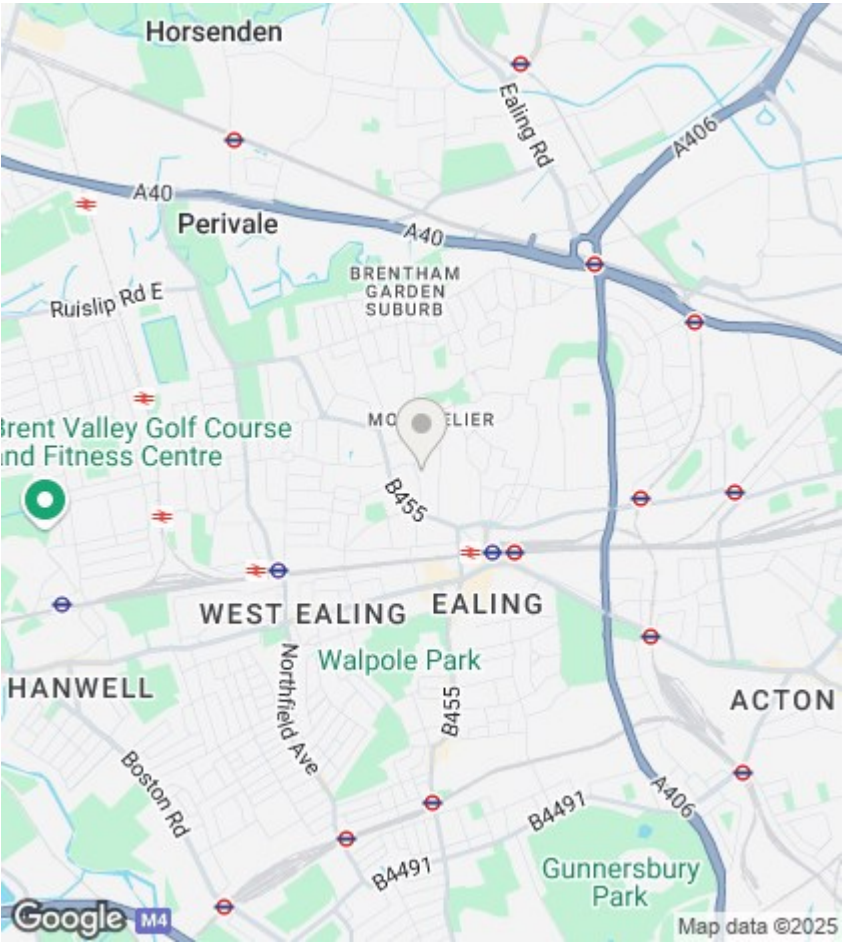 Horsenden
Ealing Rd
A406
A40
Perivale
A40
BRENTHAM
GARDEN
SUBURB
Ruislip Rd E
Brent Valley Golf Course
and Fitness Centre
B455
WEST EALING
EALING
Walpole Park
Northfield Ave
HANWELL
B455
ACTON
Boston Rd
A406
B4491
B4491
Gunnersbury
Park
Google
M4
Map data ©2025